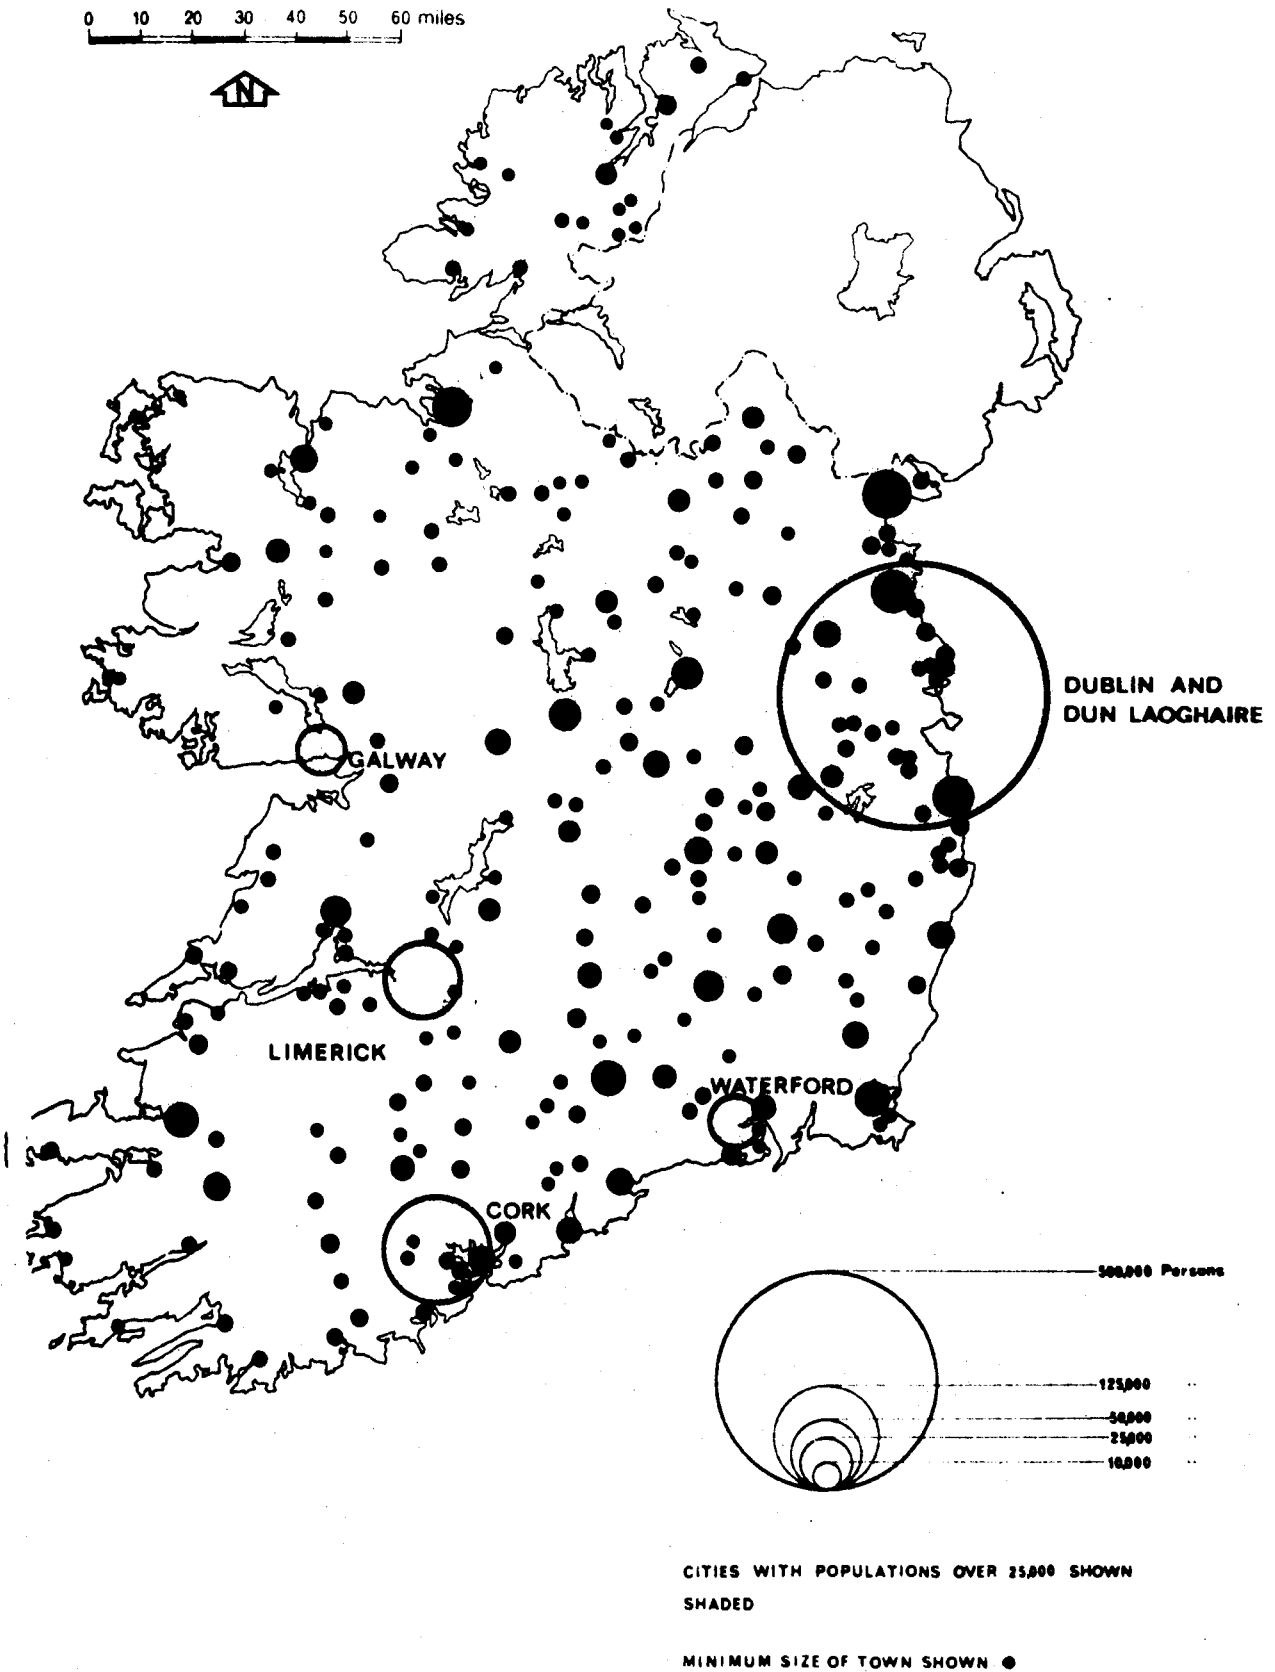 0 10 20 30 40 50 60 miles
N
DUBLIN AND
DUN LAOGHAIRE
GALWAY
LIMERICK
WATERFORD
CORK
500,000 Persons
125,000 "
50,000 "
25,000 "
10,000 "
CITIES WITH POPULATIONS OVER 25,000 SHOWN
SHADED
MINIMUM SIZE OF TOWN SHOWN